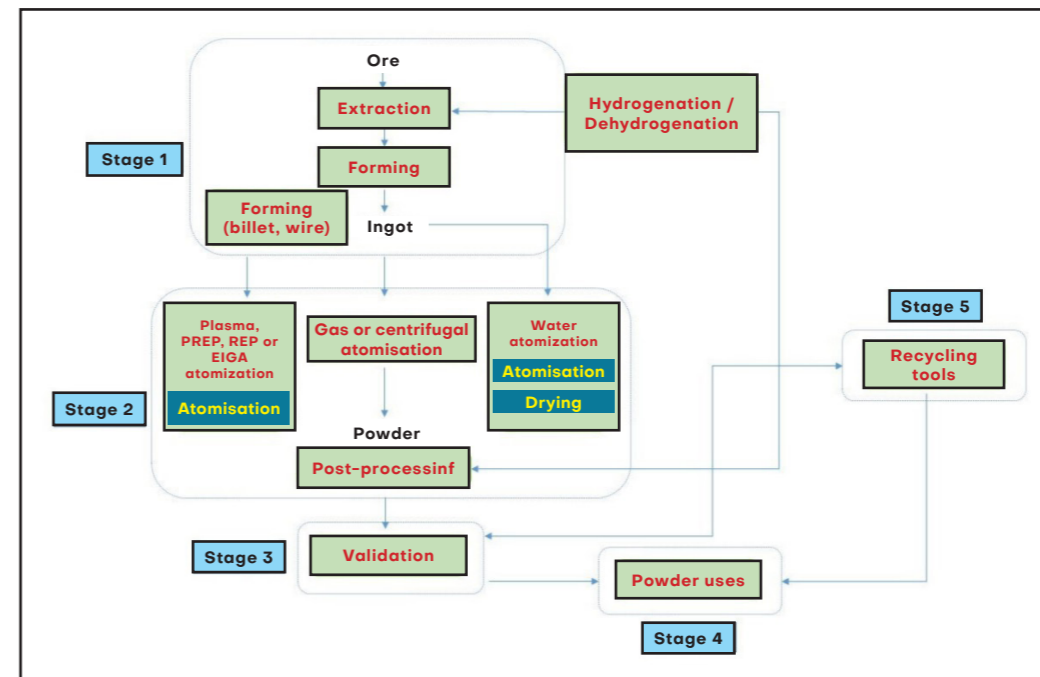 Ore
Extraction
Hydrogenation /
Dehydrogenation
Stage 1
Forming
Forming
(billet, wire)
Ingot
Stage 5
Plasma,
PREP, REP or
EIGA
atomization
Atomisation
Gas or centrifugal
atomisation
Water
atomization
Atomisation
Drying
Recycling
tools
Stage 2
Powder
Post-processinf
Stage 3
Validation
Powder uses
Stage 4